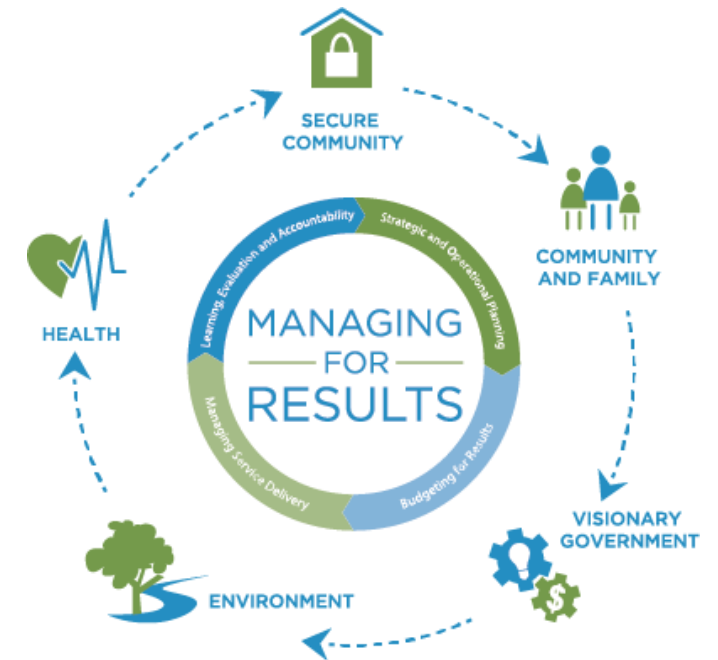 SECURE
COMMUNITY
COMMUNITY
AND FAMILY
VISIONARY
GOVERNMENT
$
ENVIRONMENT
HEALTH
Learning, Evaluation and Accountability
Strategic and Operational Planning
Budgeting for Results
Managing Service Delivery
MANAGING
FOR
RESULTS